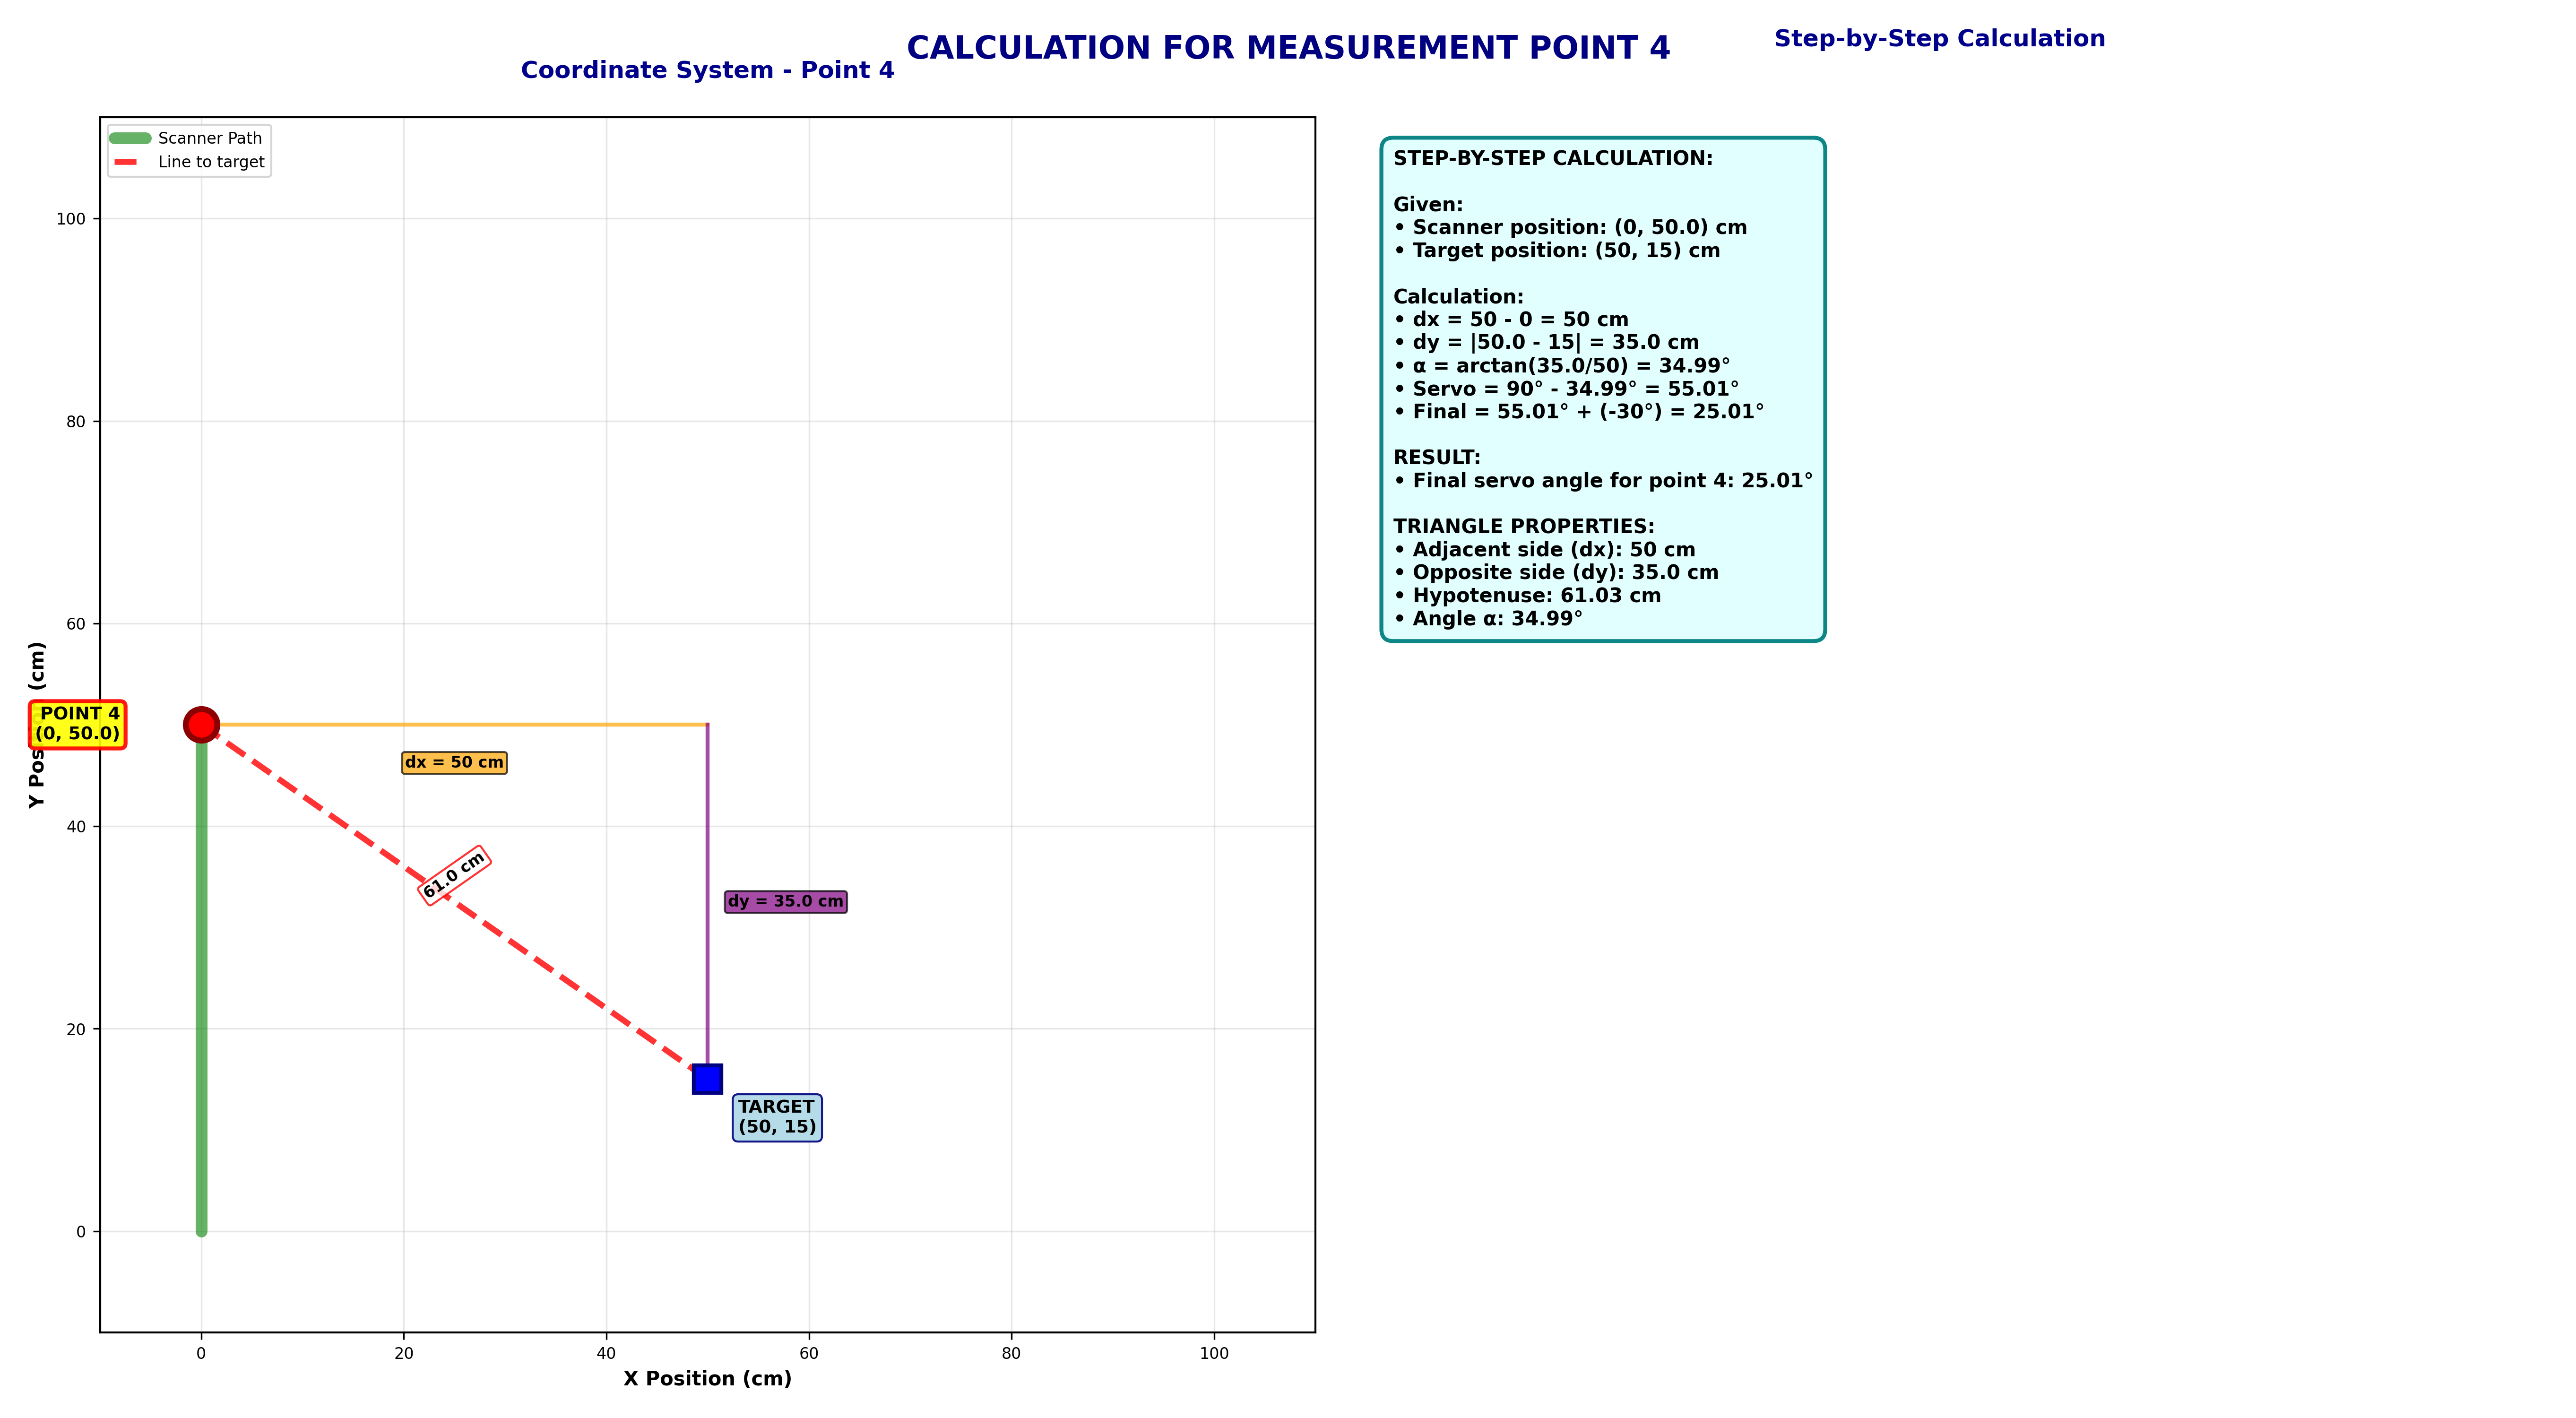 CALCULATION FOR MEASUREMENT POINT 4
Coordinate System - Point 4
Step-by-Step Calculation
Scanner Path
Line to target
100
80
60
40
20
0
Y Pos (cm)
POINT 4
(0, 50.0)
dx = 50 cm
61.0 cm
dy = 35.0 cm
TARGET
(50, 15)
0
20
40
60
80
100
X Position (cm)
STEP-BY-STEP CALCULATION:
Given:
• Scanner position: (0, 50.0) cm
• Target position: (50, 15) cm
Calculation:
• dx = 50 - 0 = 50 cm
• dy = |50.0 - 15| = 35.0 cm
• α = arctan(35.0/50) = 34.99°
• Servo = 90° - 34.99° = 55.01°
• Final = 55.01° + (-30°) = 25.01°
RESULT:
• Final servo angle for point 4: 25.01°
TRIANGLE PROPERTIES:
• Adjacent side (dx): 50 cm
• Opposite side (dy): 35.0 cm
• Hypotenuse: 61.03 cm
• Angle α: 34.99°